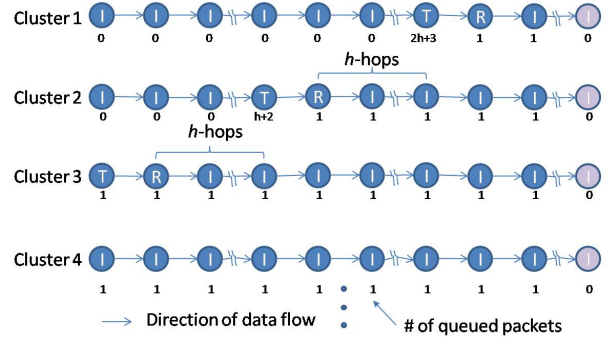 Cluster 1 I I I I I I T R I I
0 0 0 0 0 0 2h+3 1 1 0
h-hops
Cluster 2 I I I T R I I I I I
0 0 0 h+2 1 1 1 1 1 0
h-hops
Cluster 3 T R I I I I I I I I
1 1 1 1 1 1 1 1 1 0
Cluster 4 I I I I I I I I I I
1 1 1 1 1 1 1 1 1 0
Direction of data flow
# of queued packets